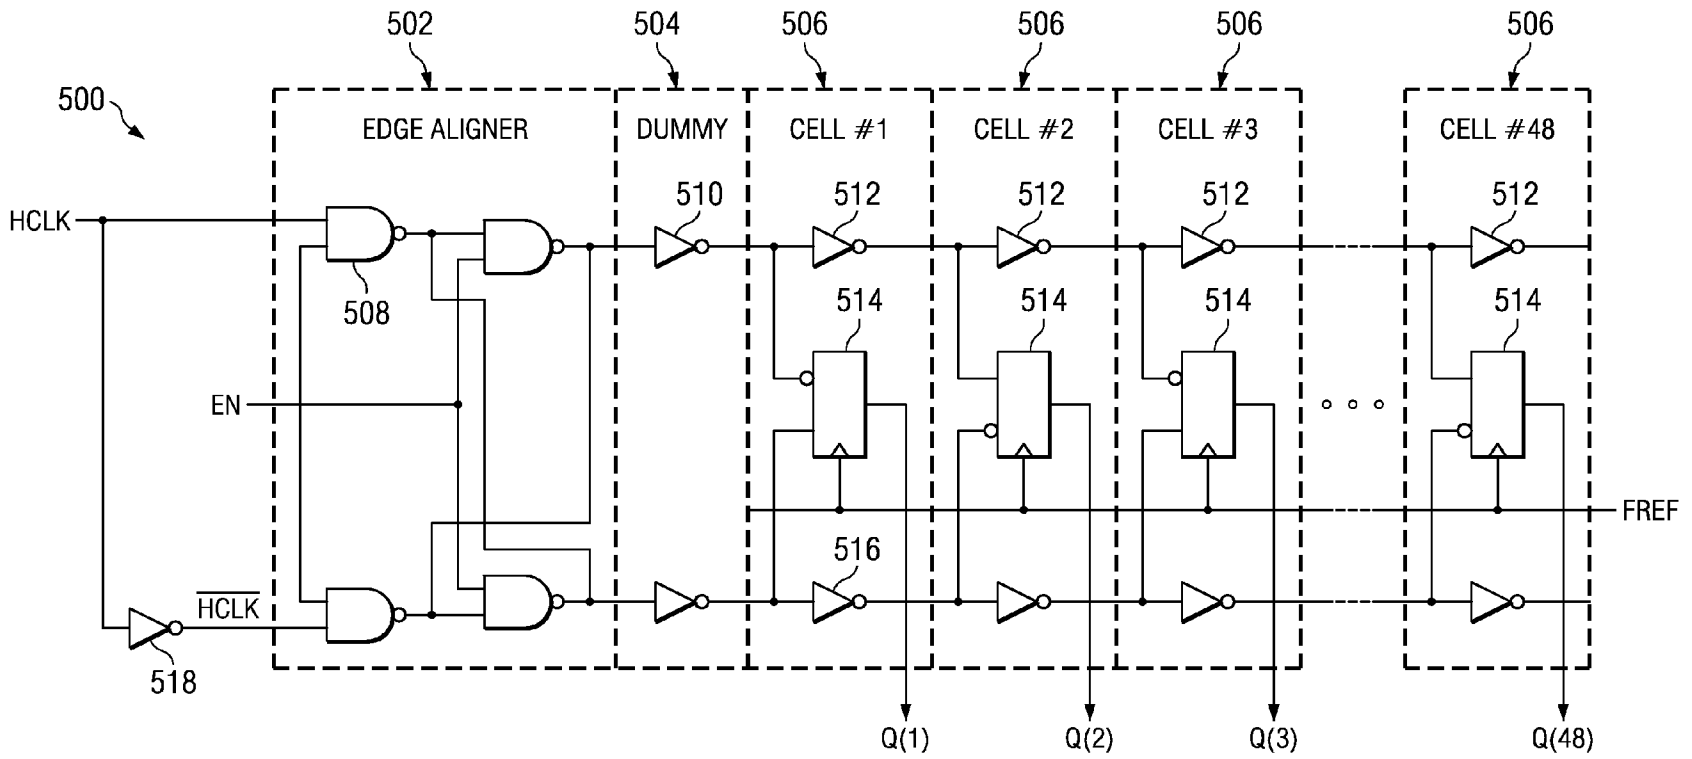 502 504 506 506 506 506
500
EDGE ALIGNER DUMMY CELL #1 CELL #2 CELL #3 CELL #48
510 512 512 512 512
HCLK
508 514 514 514 514
EN
FREF
516
HCLK
518
Q(1) Q(2) Q(3) Q(48)